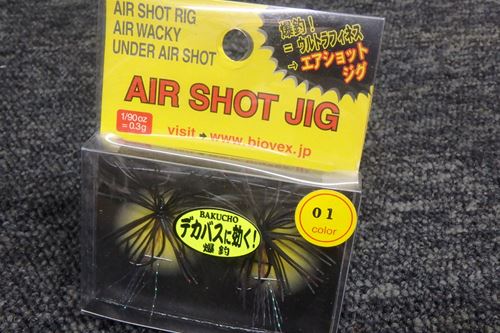 AIR SHOT RIG
AIR WACKY
UNDER AIR SHOT
爆釣!
=ウルトラフィネス
→エアショット
ジグ
AIR SHOT JIG
1/90oz
=0.3g
visit→www.biovex.jp
01
color
BAKUCHO
デカバスに効く!
爆釣